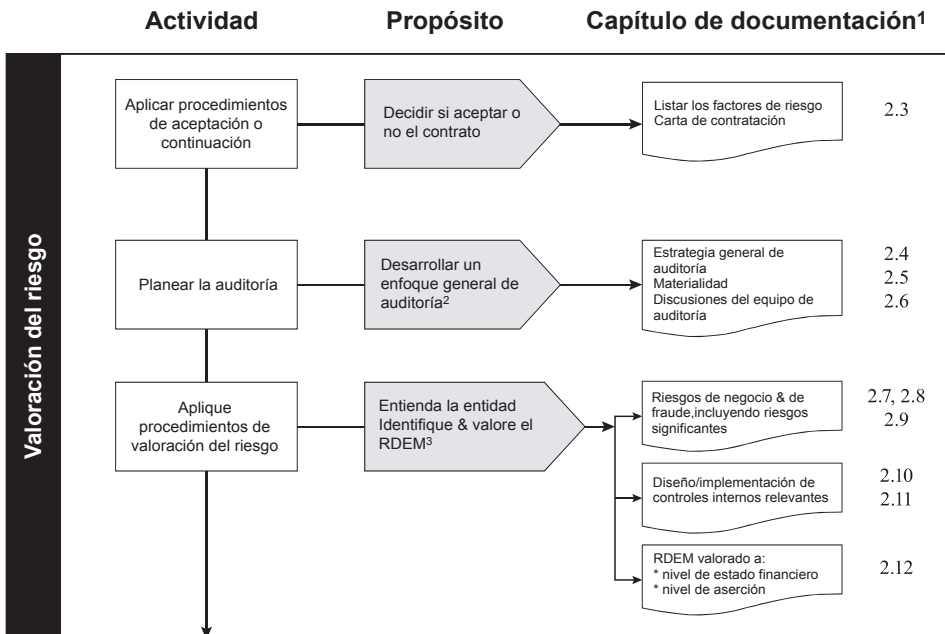 Actividad
Propósito
Capítulo de documentación1
Valoración del riesgo
Aplicar procedimientos
de aceptación o
continuación
Decidir si aceptar o
no el contrato
Listar los factores de riesgo
Carta de contratación
2.3
Planear la auditoría
Desarrollar un
enfoque general de
auditoría2
Estrategia general de
auditoría
Materialidad
Discusiones del equipo de
auditoría
2.4
2.5
2.6
Aplique
procedimientos de
valoración del riesgo
Entienda la entidad
Identifique & valore el
RDEM3
Riesgos de negocio & de
fraude,incluyendo riesgos
significantes
2.7, 2.8
2.9
Diseño/implementación de
controles internos relevantes
2.10
2.11
RDEM valorado a:
* nivel de estado financiero
* nivel de aserción
2.12